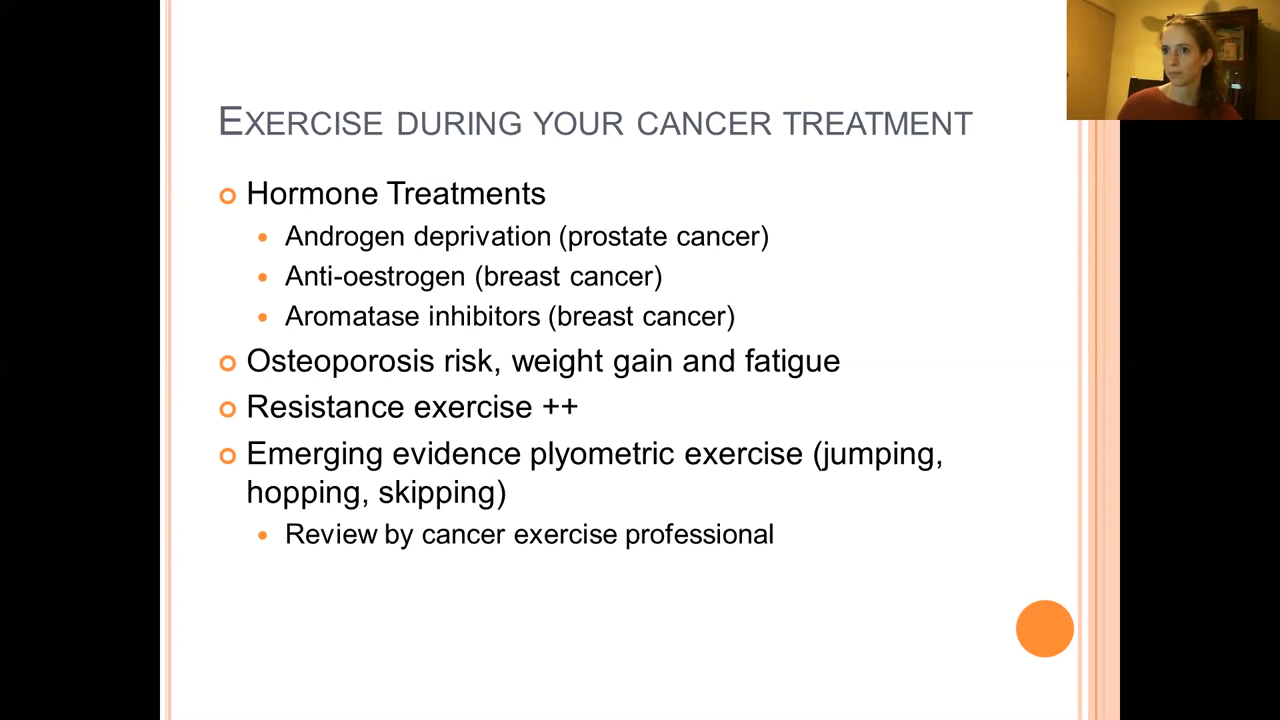 EXERCISE DURING YOUR CANCER TREATMENT
Hormone Treatments
Androgen deprivation (prostate cancer)
Anti-oestrogen (breast cancer)
Aromatase inhibitors (breast cancer)
Osteoporosis risk, weight gain and fatigue
Resistance exercise ++
Emerging evidence plyometric exercise (jumping,
hopping, skipping)
Review by cancer exercise professional